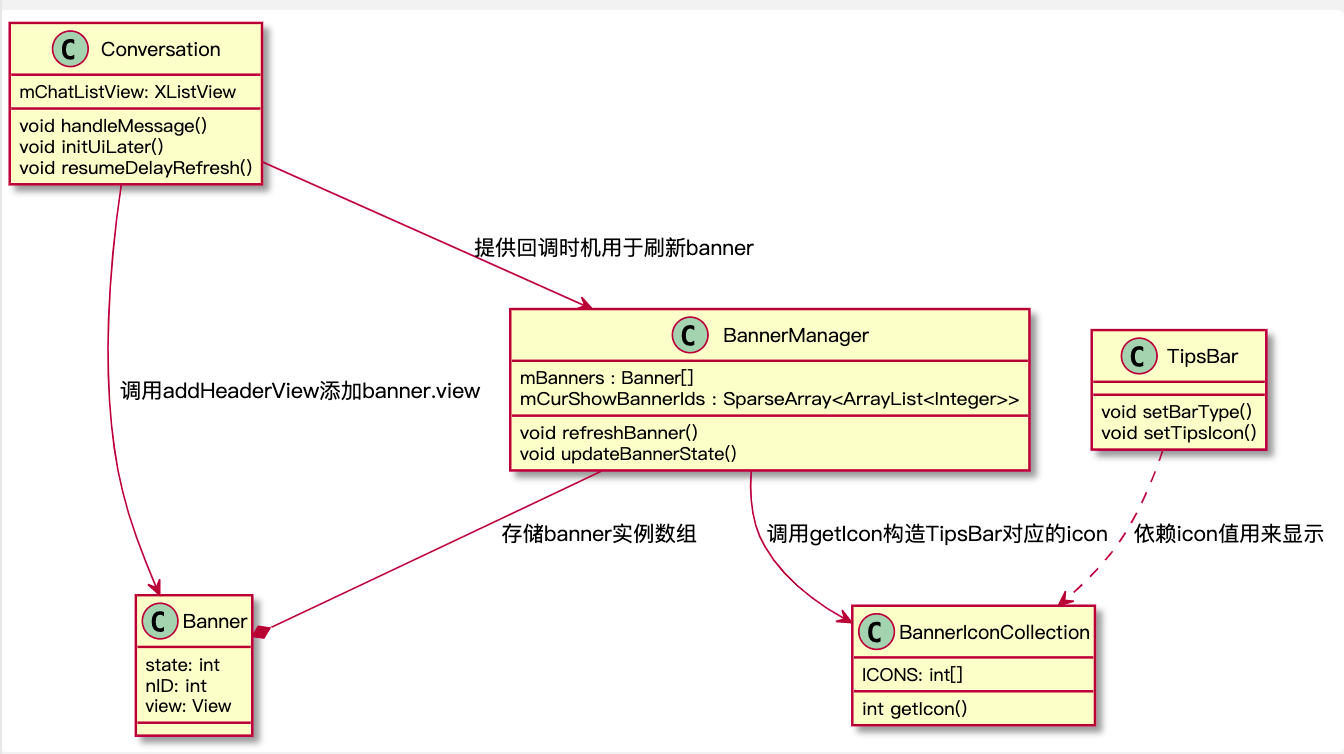 C Conversation
mChatListView: XListView
void handleMessage()
void initUiLater()
void resumeDelayRefresh()
提供回调时机用于刷新banner
C BannerManager
mBanners : Banner[]
mCurShowBannerIds : SparseArray<ArrayList<Integer>>
void refreshBanner()
void updateBannerState()
C TipsBar
void setBarType()
void setTipsIcon()
调用addHeaderView添加banner.view
存储banner实例数组
调用getIcon构造TipsBar对应的icon
依赖icon值用来显示
C Banner
state: int
nID: int
view: View
C BannerIconCollection
ICONS: int[]
int getIcon()